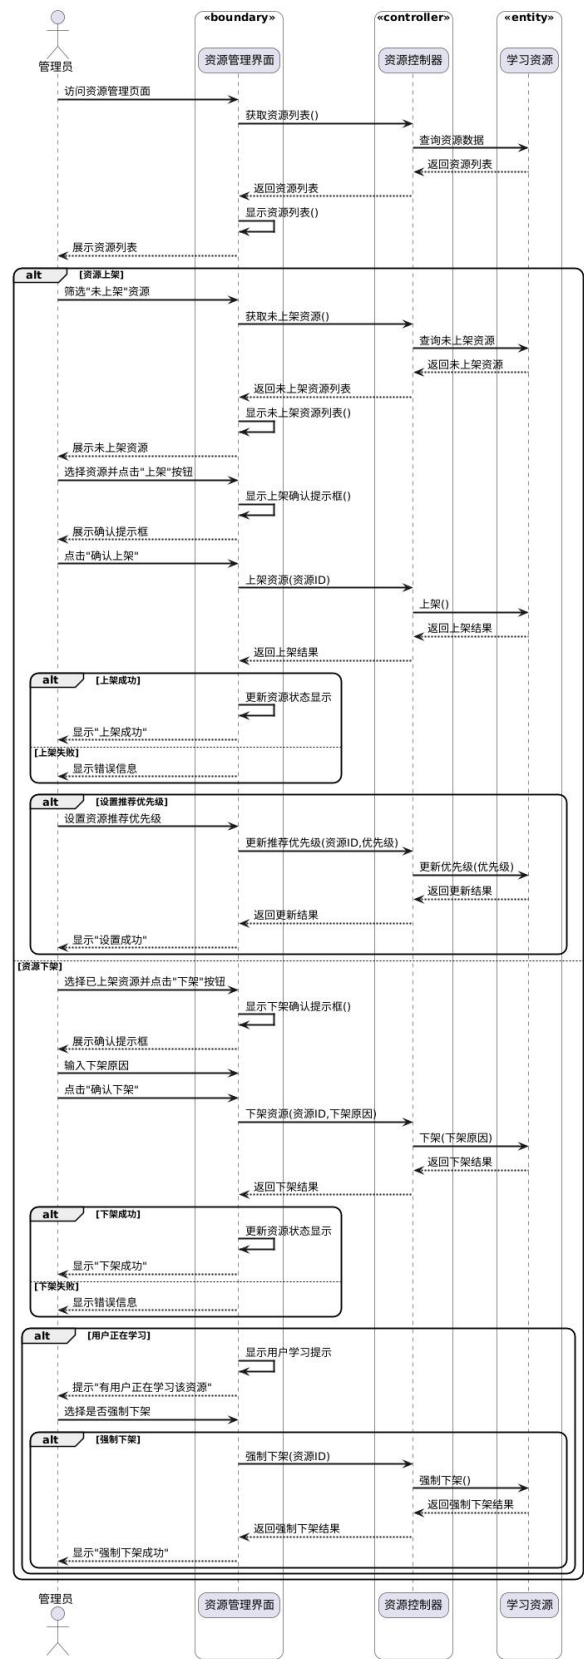 «boundary» «controller» «entity»
管理员 资源管理界面 资源控制器 学习资源
访问资源管理页面
获取资源列表()
查询资源数据
返回资源列表
返回资源列表
显示资源列表()
展示资源列表
alt [资源上架]
筛选"未上架"资源
获取未上架资源()
查询未上架资源
返回未上架资源
返回未上架资源列表
显示未上架资源列表()
展示未上架资源
选择资源并点击"上架"按钮
显示上架确认提示框()
展示确认提示框
点击"确认上架"
上架资源(资源ID)
上架()
返回上架结果
返回上架结果
alt [上架成功]
更新资源状态显示
显示"上架成功"
[上架失败]
显示错误信息
alt [设置推荐优先级]
设置资源推荐优先级
更新推荐优先级(资源ID,优先级)
更新优先级(优先级)
返回更新结果
返回更新结果
显示"设置成功"
[资源下架]
选择已上架资源并点击"下架"按钮
显示下架确认提示框()
展示确认提示框
输入下架原因
点击"确认下架"
下架资源(资源ID,下架原因)
下架(下架原因)
返回下架结果
返回下架结果
alt [下架成功]
更新资源状态显示
显示"下架成功"
[下架失败]
显示错误信息
alt [用户正在学习]
显示用户学习提示
提示"有用户正在学习该资源"
选择是否强制下架
alt [强制下架]
强制下架(资源ID)
强制下架()
返回强制下架结果
返回强制下架结果
显示"强制下架成功"
管理员 资源管理界面 资源控制器 学习资源